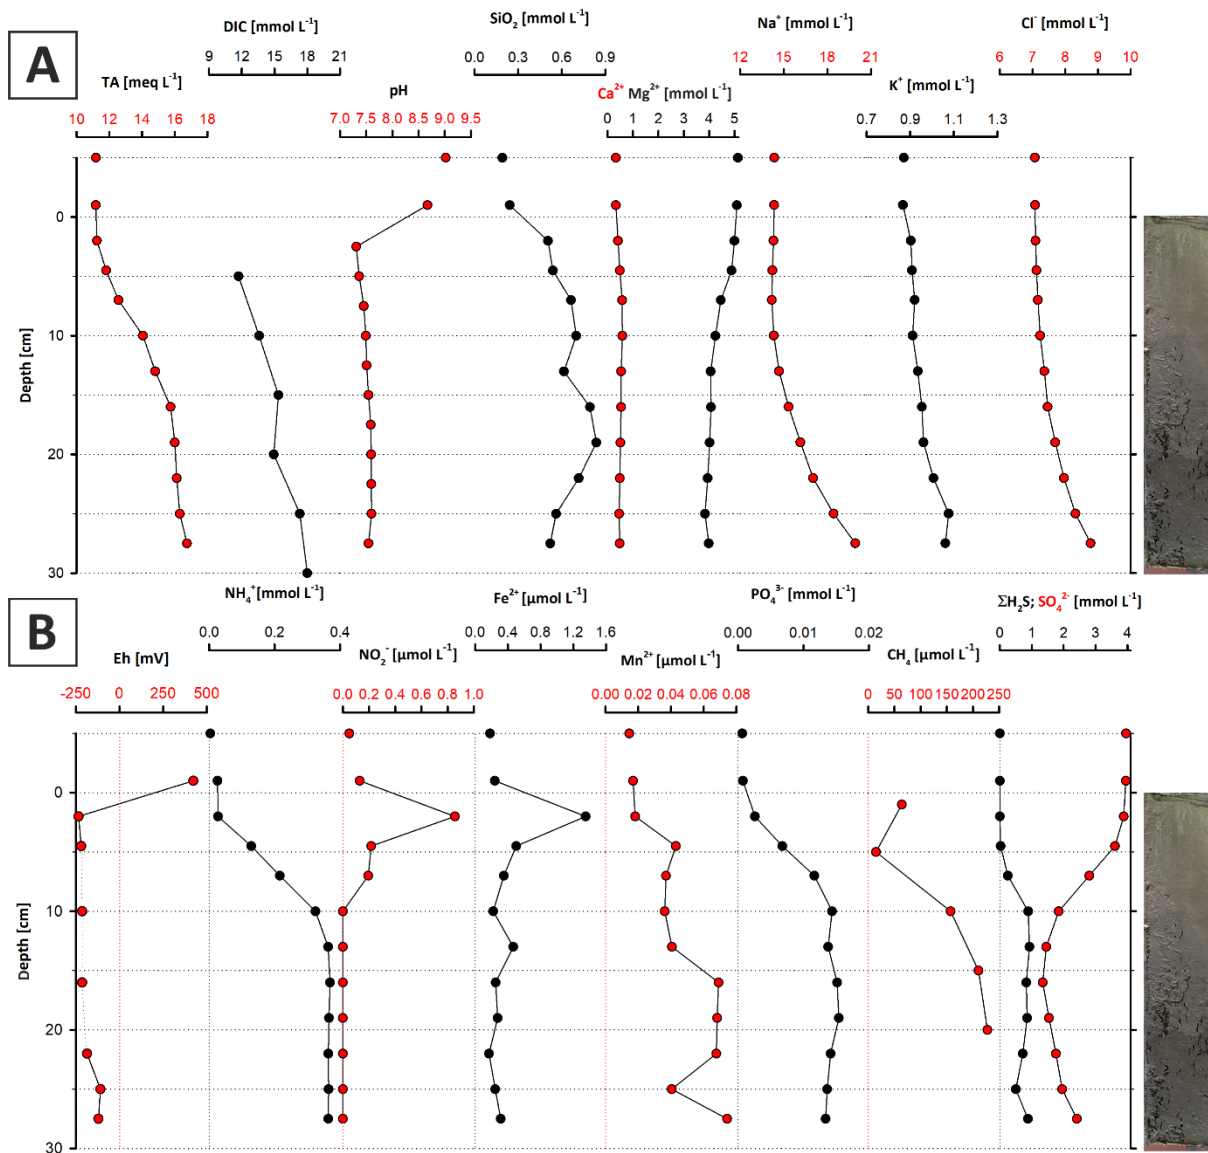 A
DIC [mmol L⁻¹]
9 12 15 18 21
SiO₂ [mmol L⁻¹]
0.0 0.3 0.6 0.9
Na⁺ [mmol L⁻¹]
12 15 18 21
Cl⁻ [mmol L⁻¹]
6 7 8 9 10
TA [meq L⁻¹]
10 12 14 16 18
pH
7.0 7.5 8.0 8.5 9.0 9.5
Ca²⁺ Mg²⁺ [mmol L⁻¹]
0 1 2 3 4 5
K⁺ [mmol L⁻¹]
0.7 0.9 1.1 1.3
Depth [cm]
0
10
20
30
B
NH₄⁺[mmol L⁻¹]
0.0 0.4
Fe²⁺ [µmol L⁻¹]
0.0 0.4 0.8 1.2 1.6
PO₄³⁻ [mmol L⁻¹]
0.00 0.01 0.02
ΣH₂S; SO₄²⁻ [mmol L⁻¹]
0 1 2 3 4
Eh [mV]
-250 0 250 500
NO₂⁻ [µmol L⁻¹]
0.0 0.2 0.4 0.6 0.8 1.0
Mn²⁺ [µmol L⁻¹]
0.00 0.02 0.04 0.06 0.08
CH₄ [µmol L⁻¹]
0 50 100 150 200 250
Depth [cm]
0
10
20
30